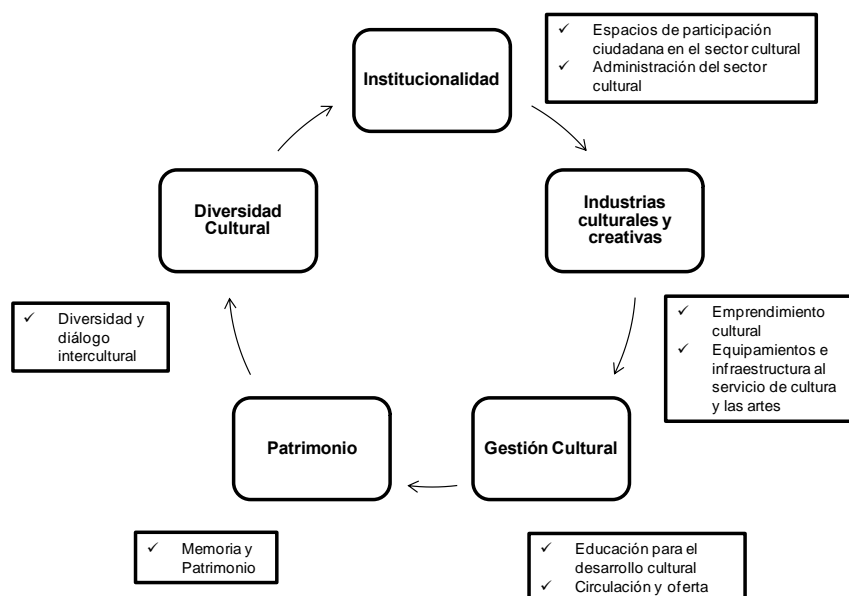 ✓ Espacios de participación
ciudadana en el sector cultural
✓ Administración del sector
cultural
Institucionalidad
Diversidad
Cultural
Industrias
culturales y
creativas
✓ Diversidad y
diálogo
intercultural
✓ Emprendimiento
cultural
✓ Equipamientos e
infraestructura al
servicio de cultura
y las artes
Patrimonio
Gestión Cultural
✓ Memoria y
Patrimonio
✓ Educación para el
desarrollo cultural
✓ Circulación y oferta